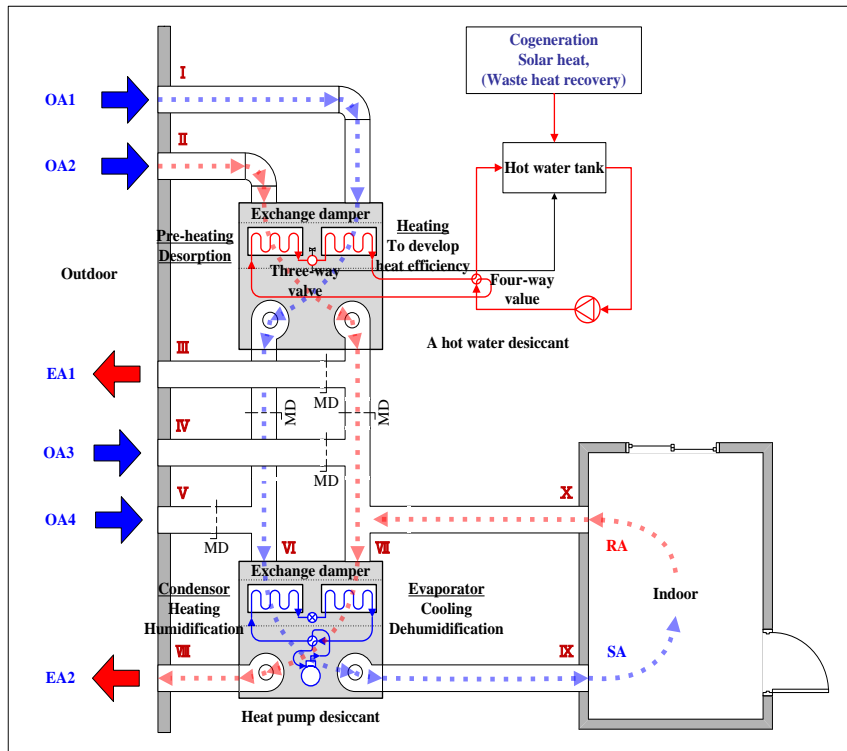 Cogeneration
Solar heat,
(Waste heat recovery)
Ⅰ
OA1
Ⅱ
OA2
Hot water tank
Exchange damper
Pre-heating
Desorption
Heating
To develop
heat efficiency
Three-way
valve
Four-way
value
Outdoor
A hot water desiccant
Ⅲ
EA1
MD
MD
MD
Ⅳ
OA3
MD
Ⅴ
OA4
MD
Ⅹ
RA
Ⅵ
Ⅶ
Exchange damper
Condensor
Heating
Humidification
Evaporator
Cooling
Dehumidification
Indoor
Ⅷ
EA2
Ⅸ
SA
Heat pump desiccant